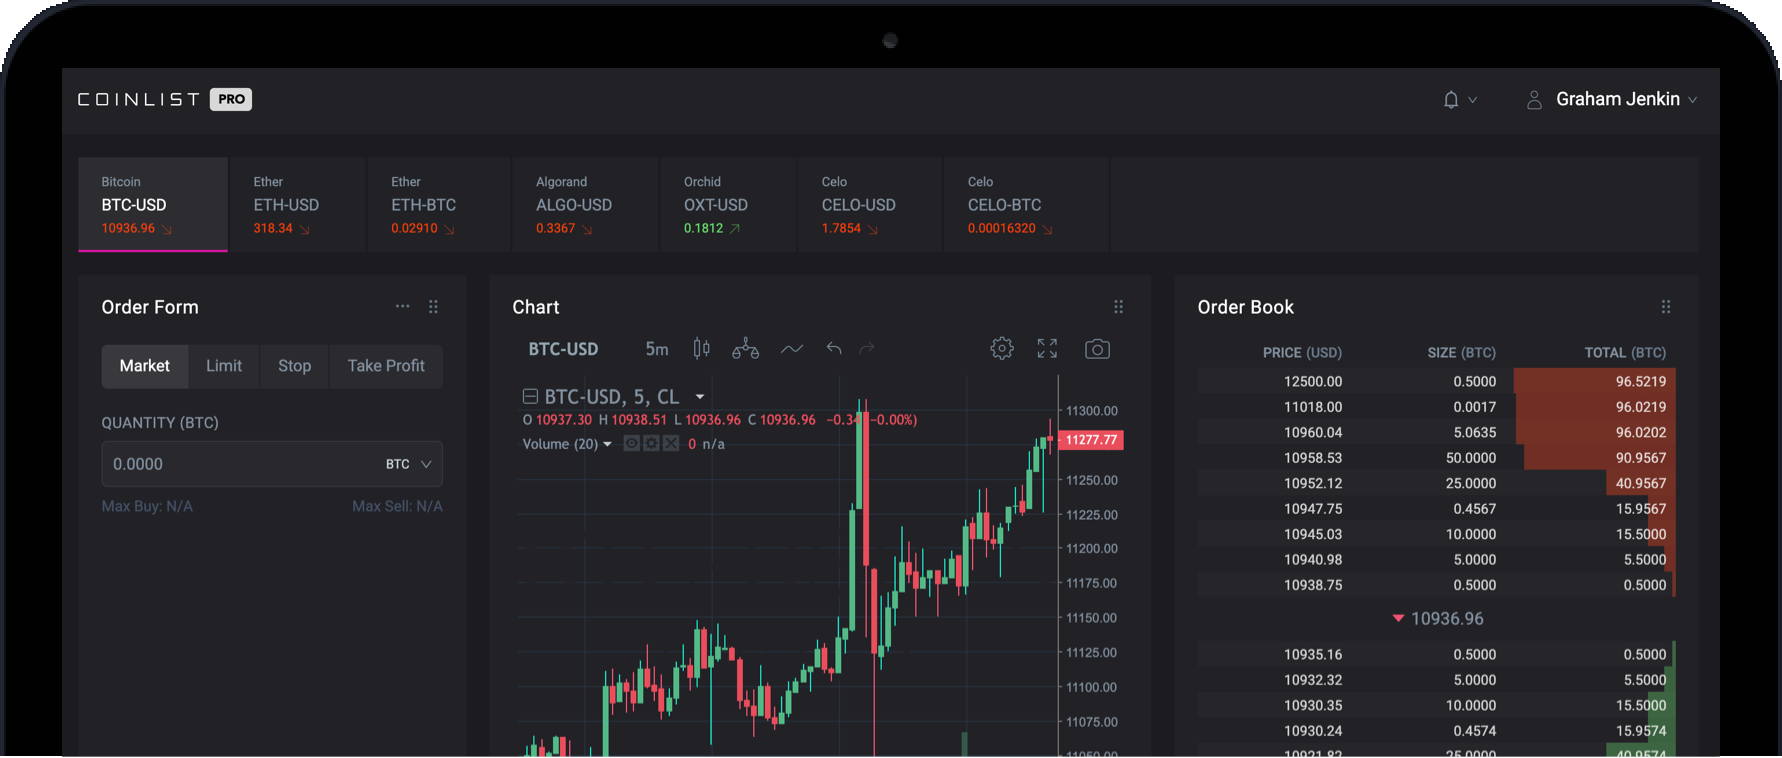 COINLIST PRO
Graham Jenkin
Bitcoin
BTC-USD
10936.96
Ether
ETH-USD
318.34
Ether
ETH-BTC
0.02910
Algorand
ALGO-USD
0.3367
Orchid
OXT-USD
0.1812
Celo
CELO-USD
1.7854
Celo
CELO-BTC
0.00016320
Order Form
Market Limit Stop Take Profit
QUANTITY (BTC)
0.0000 BTC
Max Buy: N/A Max Sell: N/A
Chart
BTC-USD 5m
BTC-USD, 5, CL
O 10937.30 H 10938.51 L 10936.96 C 10936.96 -0.34 -0.00%)
Volume (20) 0 n/a
11300.00
11277.77
11250.00
11225.00
11200.00
11175.00
11150.00
11125.00
11100.00
11075.00
11050.00
Order Book
PRICE (USD) SIZE (BTC) TOTAL (BTC)
12500.00 0.5000 96.5219
11018.00 0.0017 96.0219
10960.04 5.0635 96.0202
10958.53 50.0000 90.9567
10952.12 25.0000 40.9567
10947.75 0.4567 15.9567
10945.03 10.0000 15.5000
10940.98 5.0000 5.5000
10938.75 0.5000 0.5000
10936.96
10935.16 0.5000 0.5000
10932.32 5.0000 5.5000
10930.35 10.0000 15.5000
10930.24 0.4574 15.9574
10921.82 25.0000 40.9574